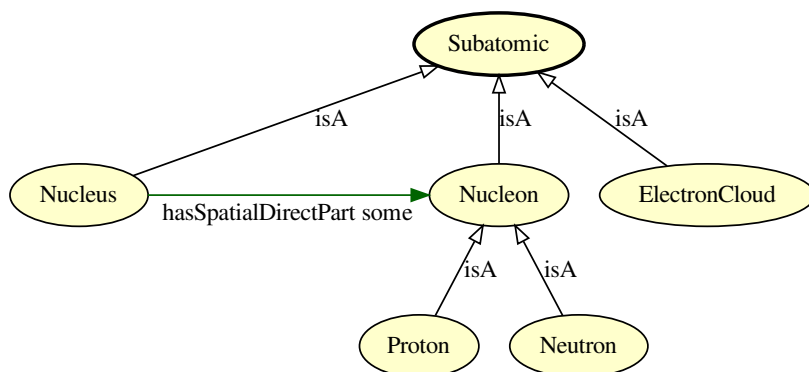 Subatomic
isA
isA
isA
Nucleus
hasSpatialDirectPart some
Nucleon
ElectronCloud
isA
isA
Proton
Neutron